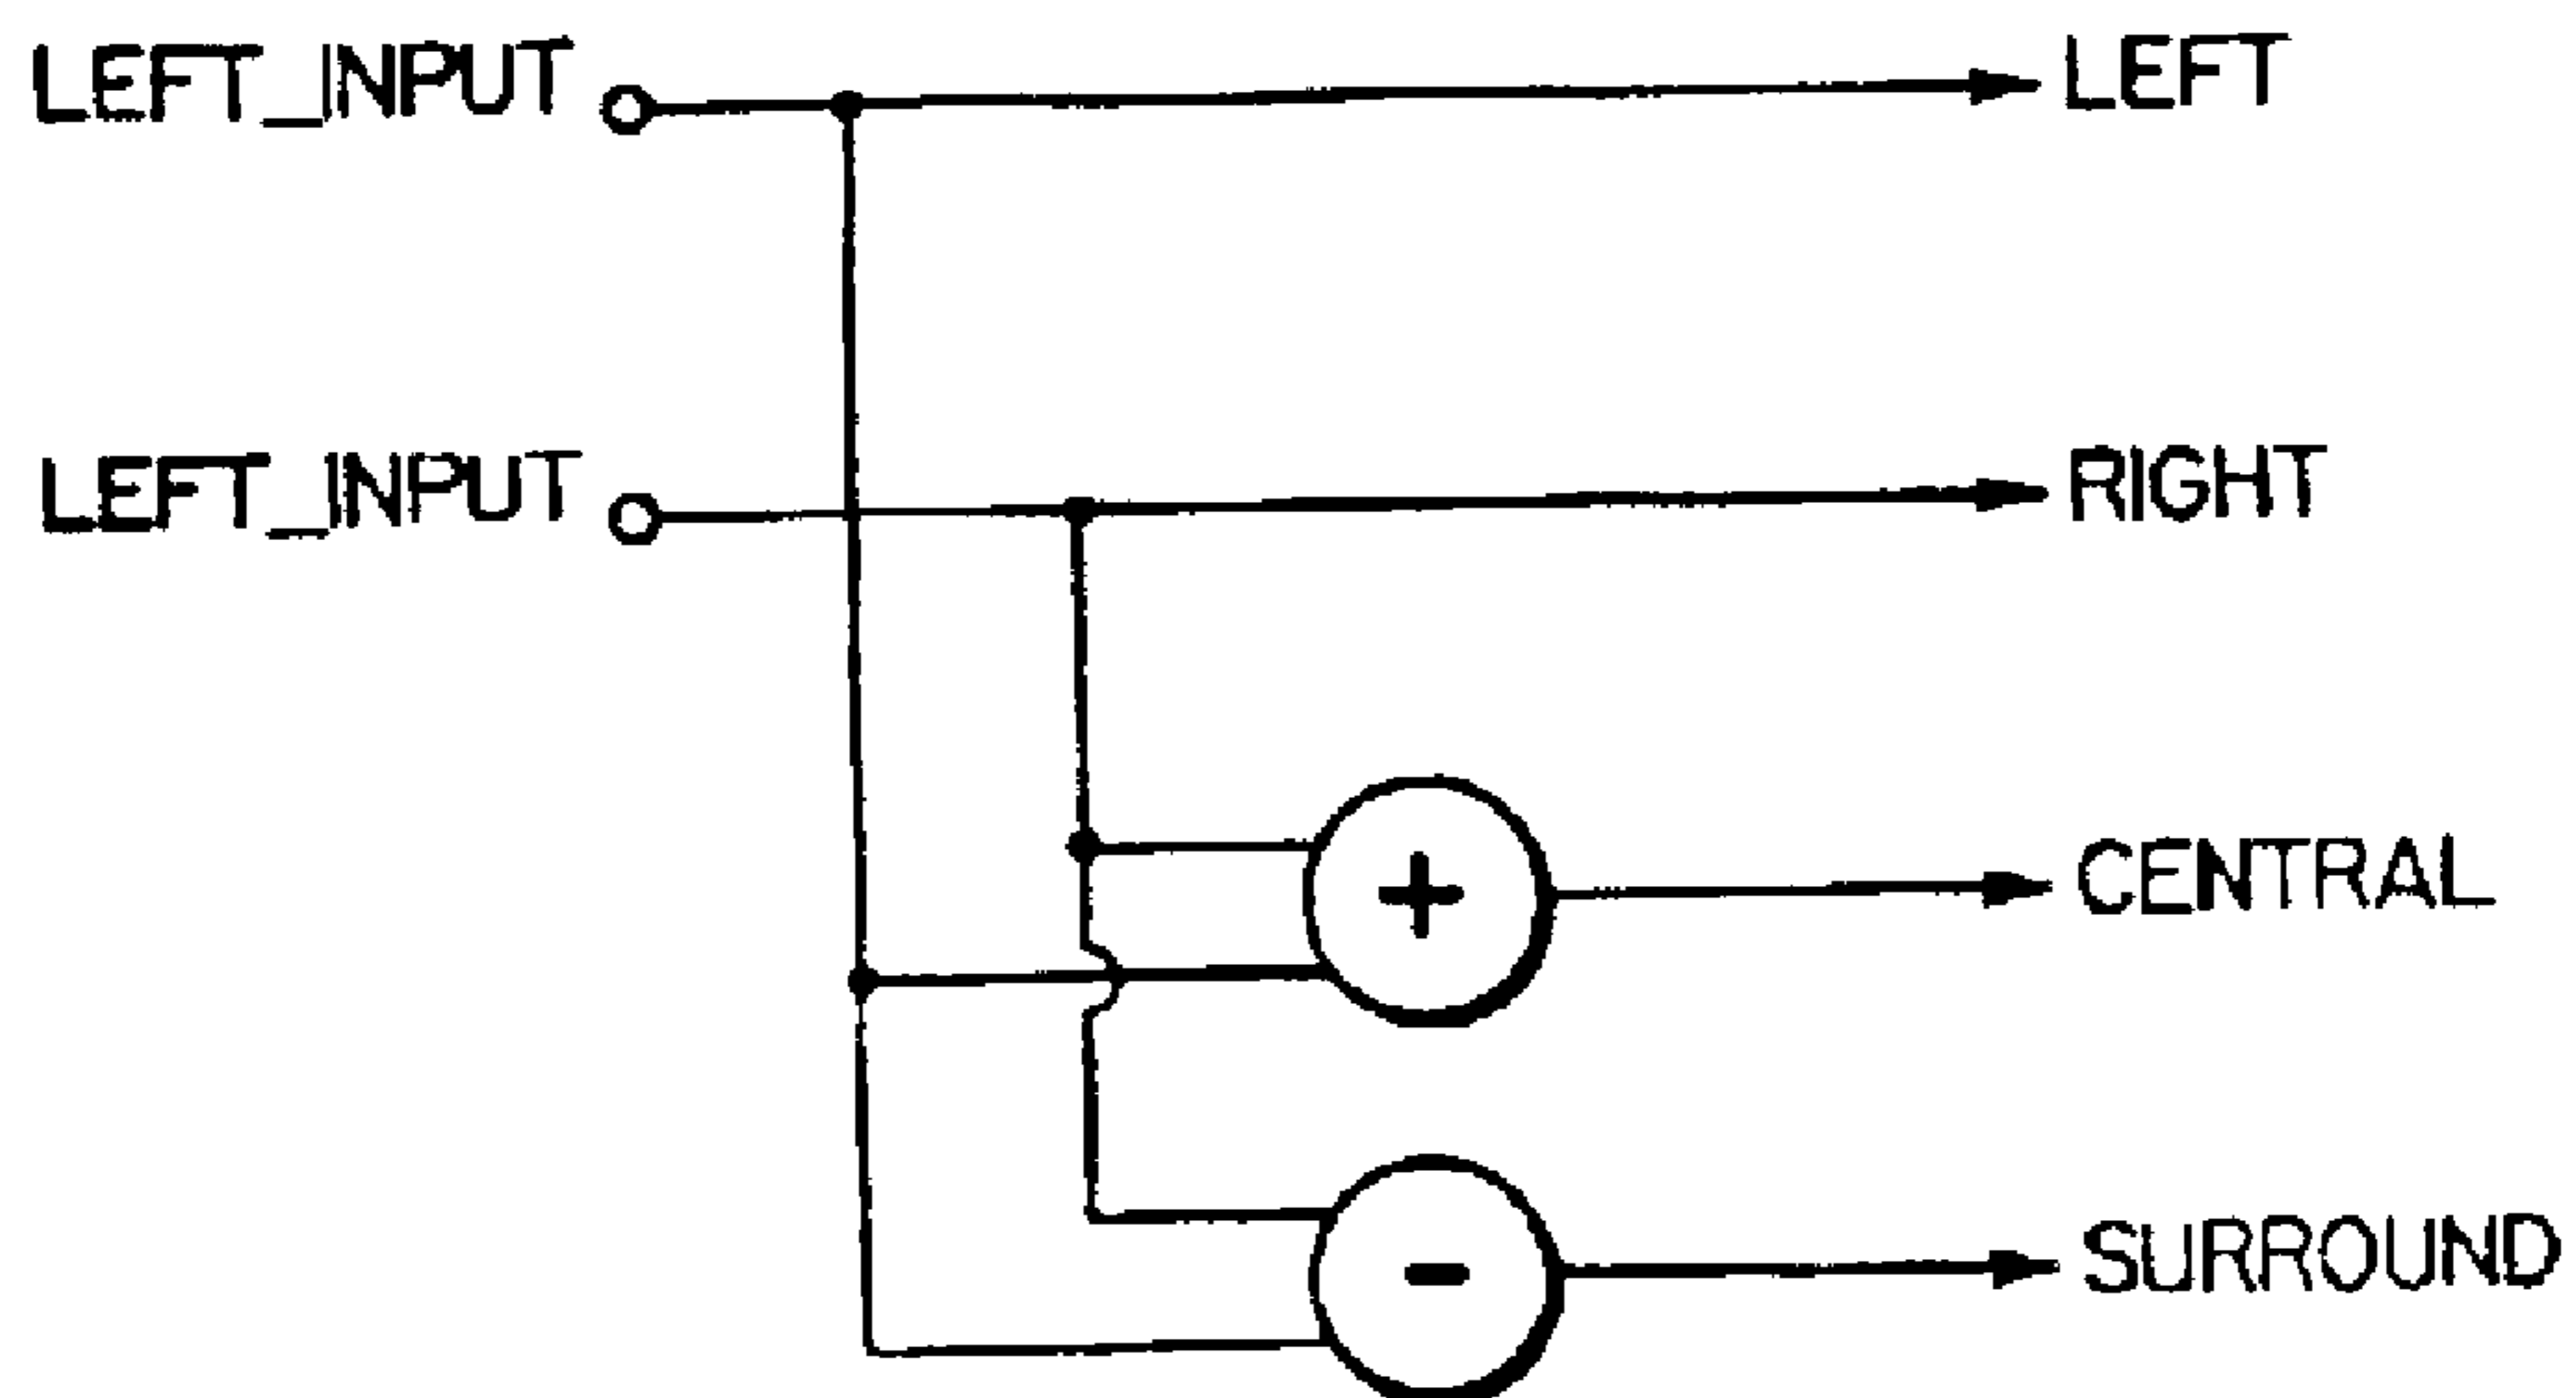 LEFT_INPUT
LEFT
LEFT_INPUT
RIGHT
+
CENTRAL
-
SURROUND